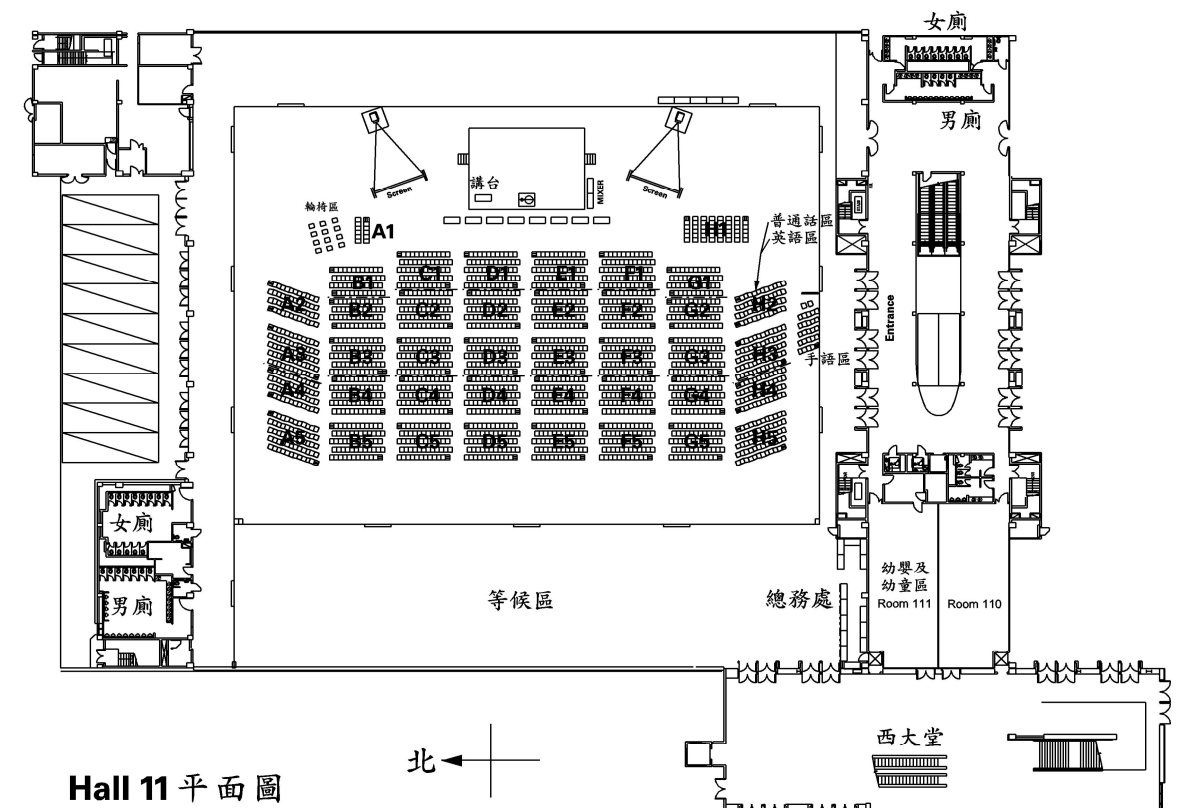 女廁
男廁
Screen
Screen
講台
MIXER
輪椅區
A1
H1
普通話區
英語區
B1
C1
D1
E1
F1
G1
A2
B2
C2
D2
E2
F2
G2
H2
A3
B3
C3
D3
E3
F3
G3
H3
手語區
A4
B4
C4
D4
E4
F4
G4
H4
A5
B5
C5
D5
E5
F5
G5
H5
Entrance
女廁
男廁
等候區
總務處
幼嬰及
幼童區
Room 111
Room 110
西大堂
北
Hall 11 平面圖